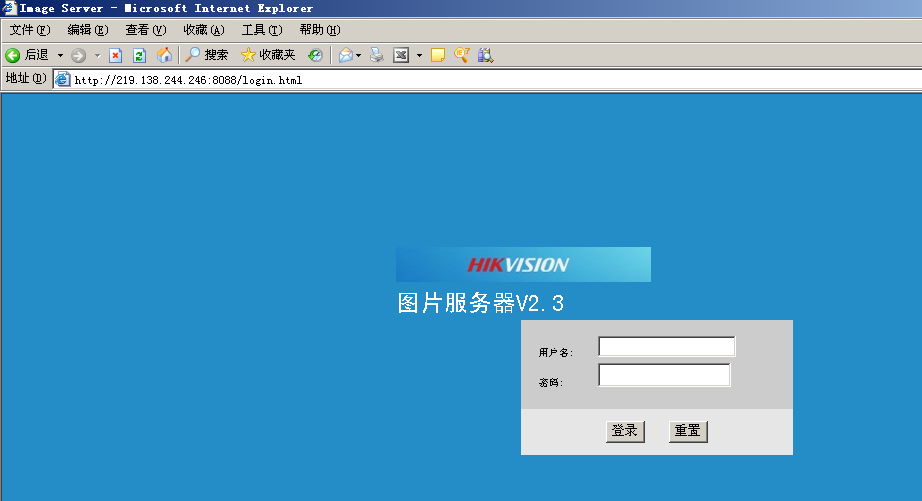 Image Server - Microsoft Internet Explorer
文件(F) 编辑(E) 查看(V) 收藏(A) 工具(T) 帮助(H)
后退 搜索 收藏夹
地址(D) http://219.138.244.246:8088/login.html
HIKVISION
图片服务器V2.3
用户名:
密码:
登录 重置